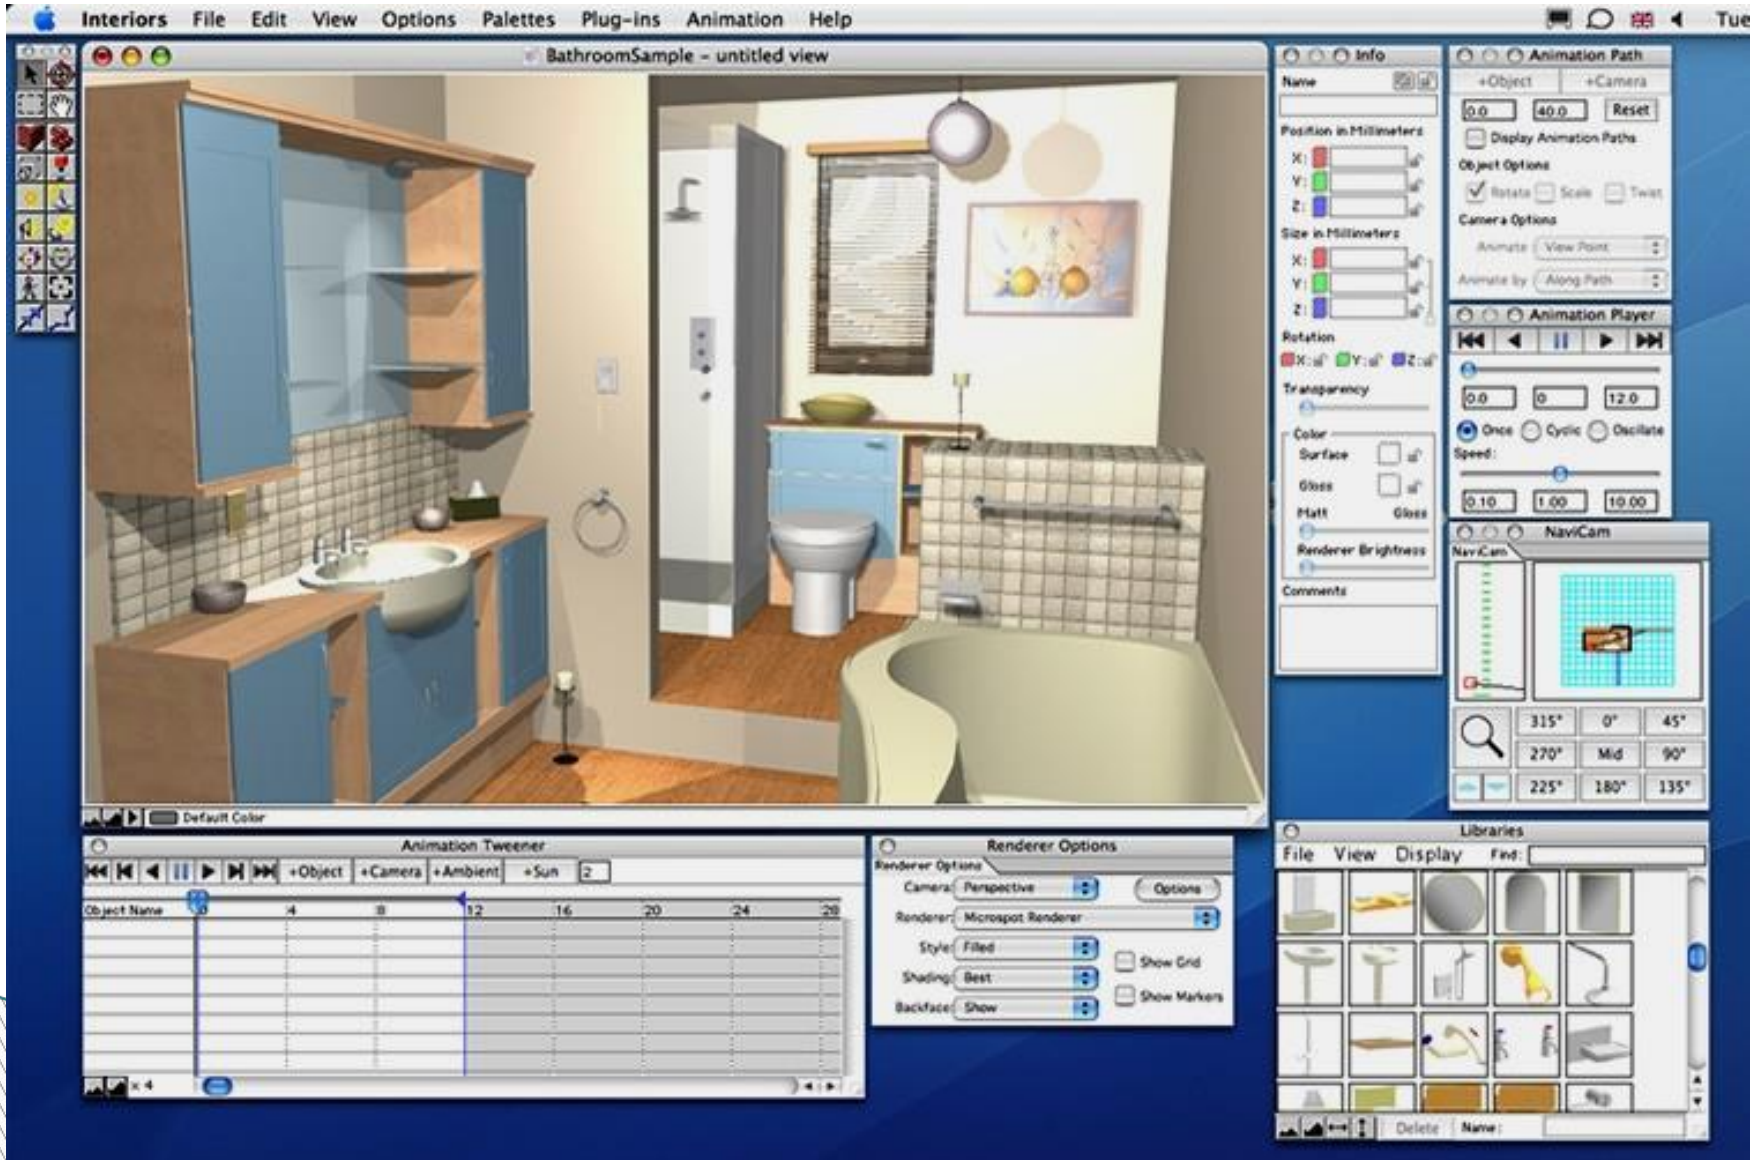 Interiors File Edit View Options Palettes Plug-ins Animation Help Tue
BathroomSample - untitled view
Default Color
Info
Name
Position in Millimeters
X:
Y:
Z:
Size in Millimeters
X:
Y:
Z:
Rotation
X: Y: Z:
Transparency
Color
Surface
Gloss
Matt Gloss
Renderer Brightness
Comments
Animation Path
+Object +Camera
0.0 40.0 Reset
Display Animation Paths
Object Options
Rotate Scale Twist
Camera Options
Animate View Point
Animate by Along Path
Animation Player
0.0 0 12.0
Once Cyclic Oscillate
Speed:
0.10 1.00 10.00
NaviCam
NaviCam
315° 0° 45°
270° Mid 90°
225° 180° 135°
Animation Tweener
+Object +Camera +Ambient +Sun 2
Object Name 0 :4 :8 :12 :16 :20 :24 :28
x 4
Renderer Options
Renderer Options
Camera: Perspective Options
Renderer: Microspot Renderer
Style: Filled
Show Grid
Shading: Best
Show Markers
Backface: Show
Libraries
File View Display Find:
Delete Name: